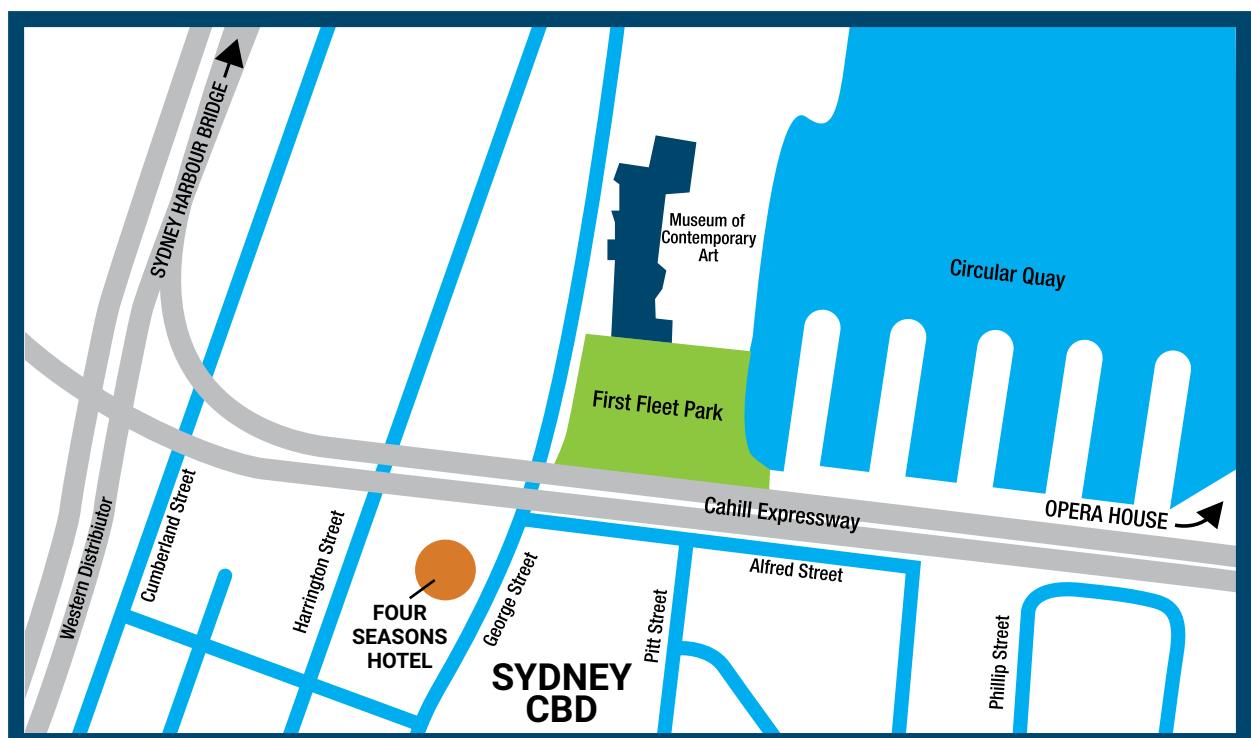 SYDNEY HARBOUR BRIDGE
Museum of
Contemporary
Art
Circular Quay
First Fleet Park
Cahill Expressway
OPERA HOUSE
Western Distribiutor
Cumberland Street
Harrington Street
FOUR
SEASONS
HOTEL
George Street
SYDNEY
CBD
Pitt Street
Alfred Street
Phillip Street